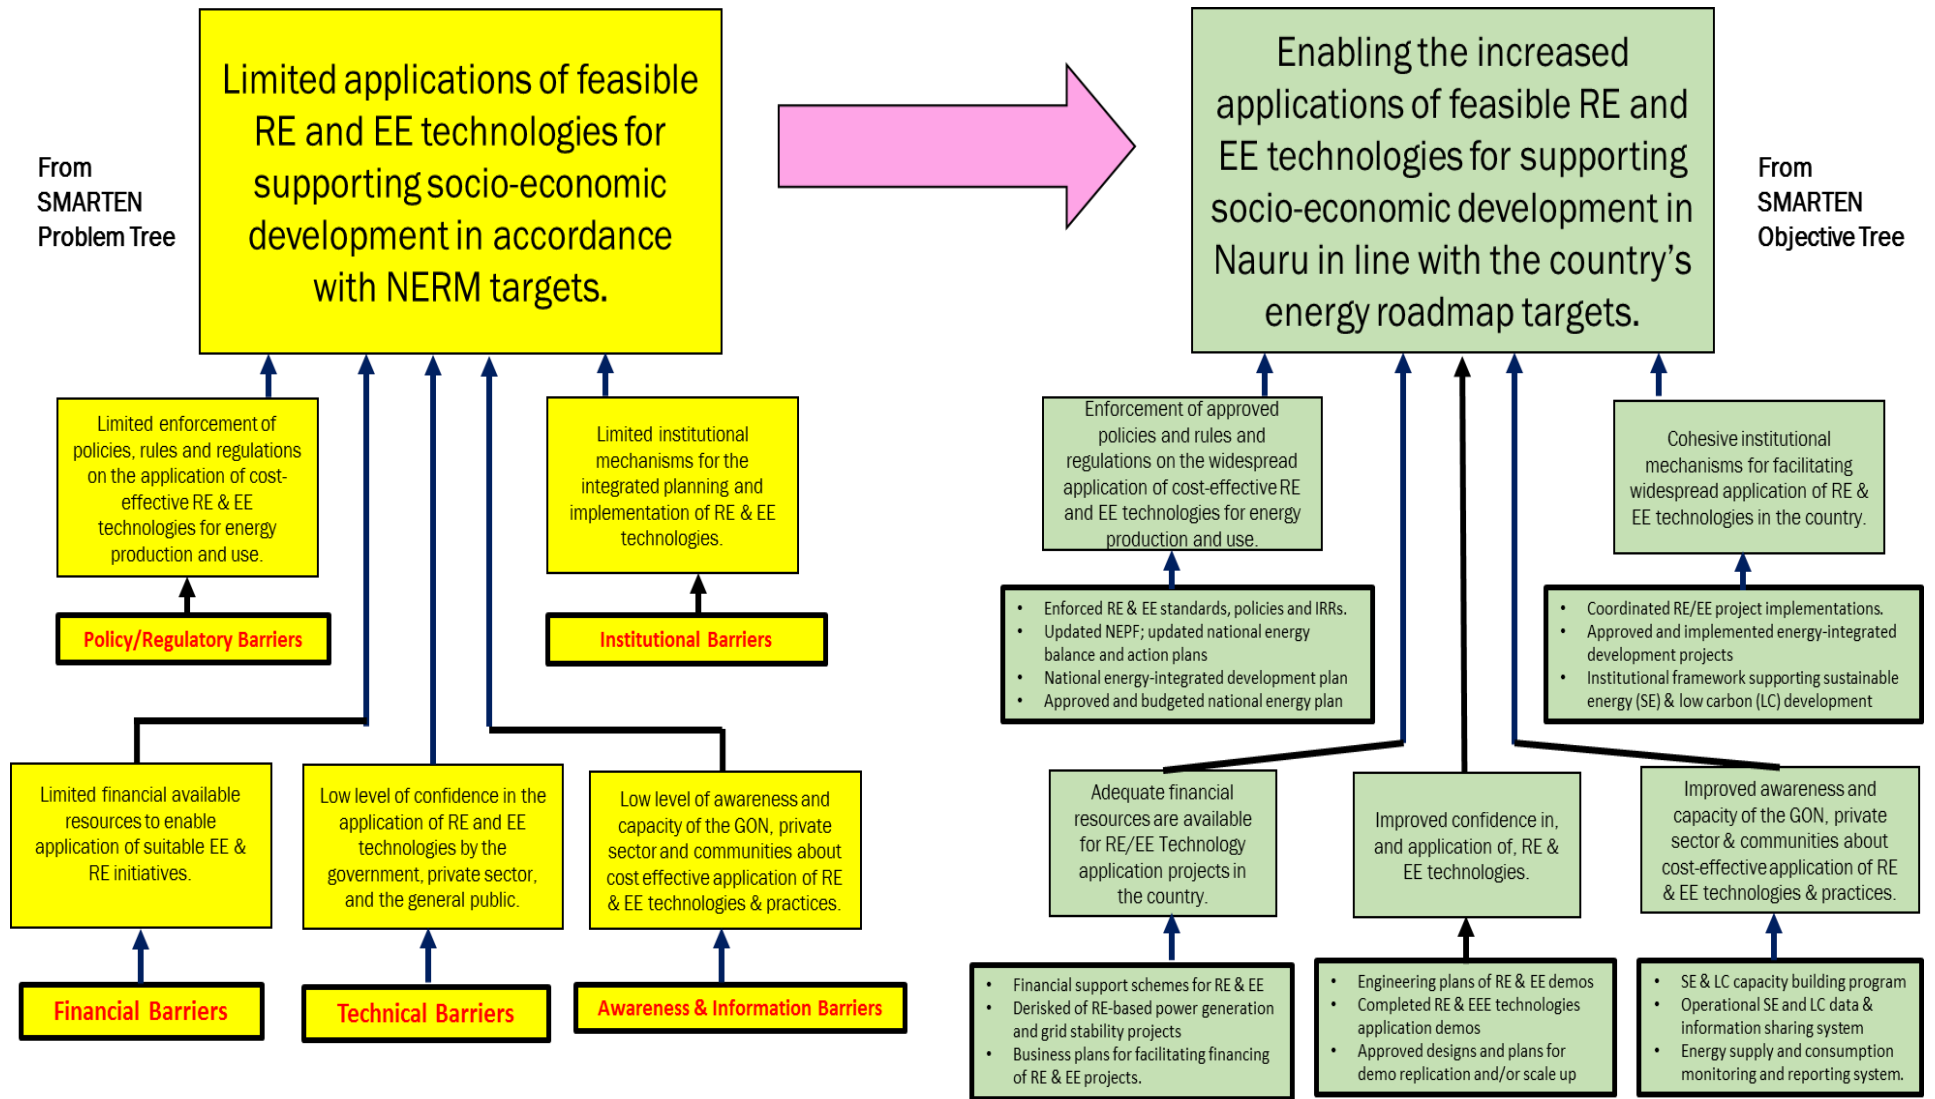 From
SMARTEN
Problem Tree
Limited applications of feasible
RE and EE technologies for
supporting socio-economic
development in accordance
with NERM targets.
Enabling the increased
applications of feasible RE and
EE technologies for supporting
socio-economic development in
Nauru in line with the country's
energy roadmap targets.
From
SMARTEN
Objective Tree
Limited enforcement of
policies, rules and regulations
on the application of cost-
effective RE & EE
technologies for energy
production and use.
Policy/Regulatory Barriers
Limited institutional
mechanisms for the
integrated planning and
implementation of RE & EE
technologies.
Institutional Barriers
Limited financial available
resources to enable
application of suitable EE &
RE initiatives.
Financial Barriers
Low level of confidence in the
application of RE and EE
technologies by the
government, private sector,
and the general public.
Technical Barriers
Low level of awareness and
capacity of the GON, private
sector and communities about
cost effective application of RE
& EE technologies & practices.
Awareness & Information Barriers
Enforcement of approved
policies and rules and
regulations on the widespread
application of cost-effective RE
and EE technologies for energy
production and use.
• Enforced RE & EE standards, policies and IRRs.
• Updated NEPF; updated national energy
balance and action plans
• National energy-integrated development plan
• Approved and budgeted national energy plan
Cohesive institutional
mechanisms for facilitating
widespread application of RE &
EE technologies in the country.
• Coordinated RE/EE project implementations.
• Approved and implemented energy-integrated
development projects
• Institutional framework supporting sustainable
energy (SE) & low carbon (LC) development
Adequate financial
resources are available
for RE/EE Technology
application projects in
the country.
• Financial support schemes for RE & EE
• Derisked of RE-based power generation
and grid stability projects
• Business plans for facilitating financing
of RE & EE projects.
Improved confidence in,
and application of, RE &
EE technologies.
• Engineering plans of RE & EE demos
• Completed RE & EEE technologies
application demos
• Approved designs and plans for
demo replication and/or scale up
Improved awareness and
capacity of the GON, private
sector & communities about
cost-effective application of RE
& EE technologies & practices.
• SE & LC capacity building program
• Operational SE and LC data &
information sharing system
• Energy supply and consumption
monitoring and reporting system.